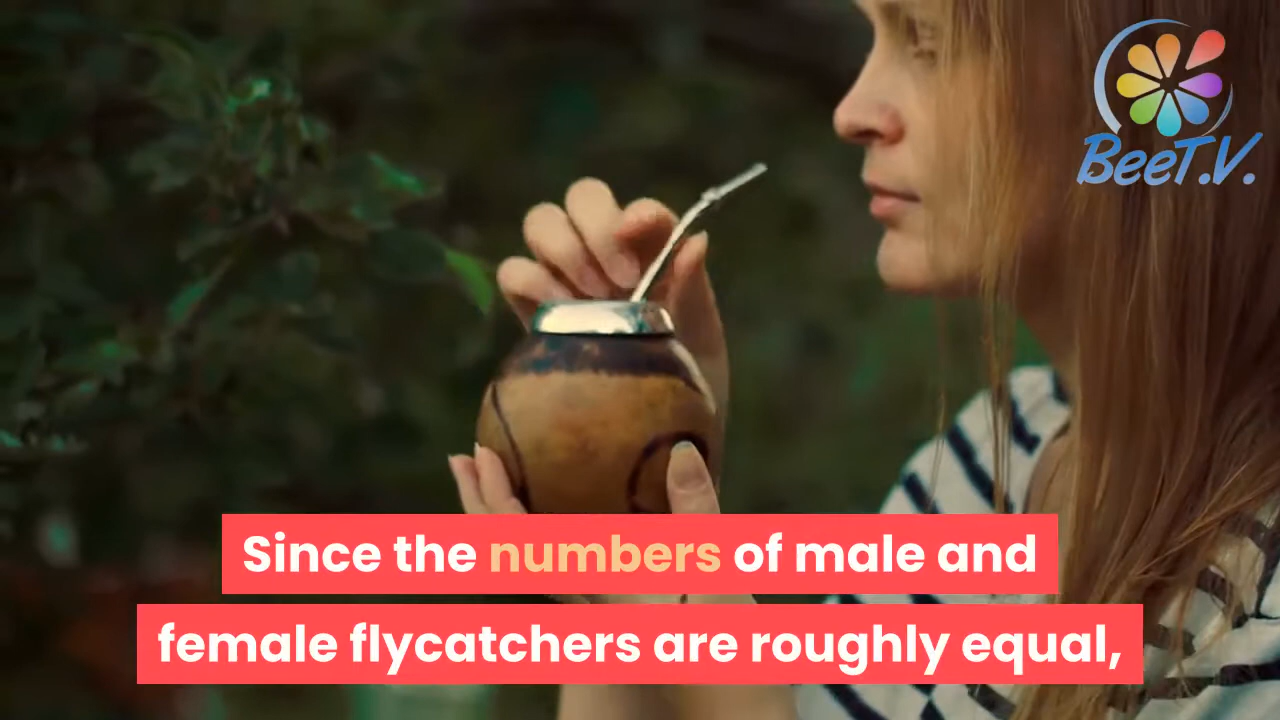 BeeT.V.
Since the numbers of male and
female flycatchers are roughly equal,